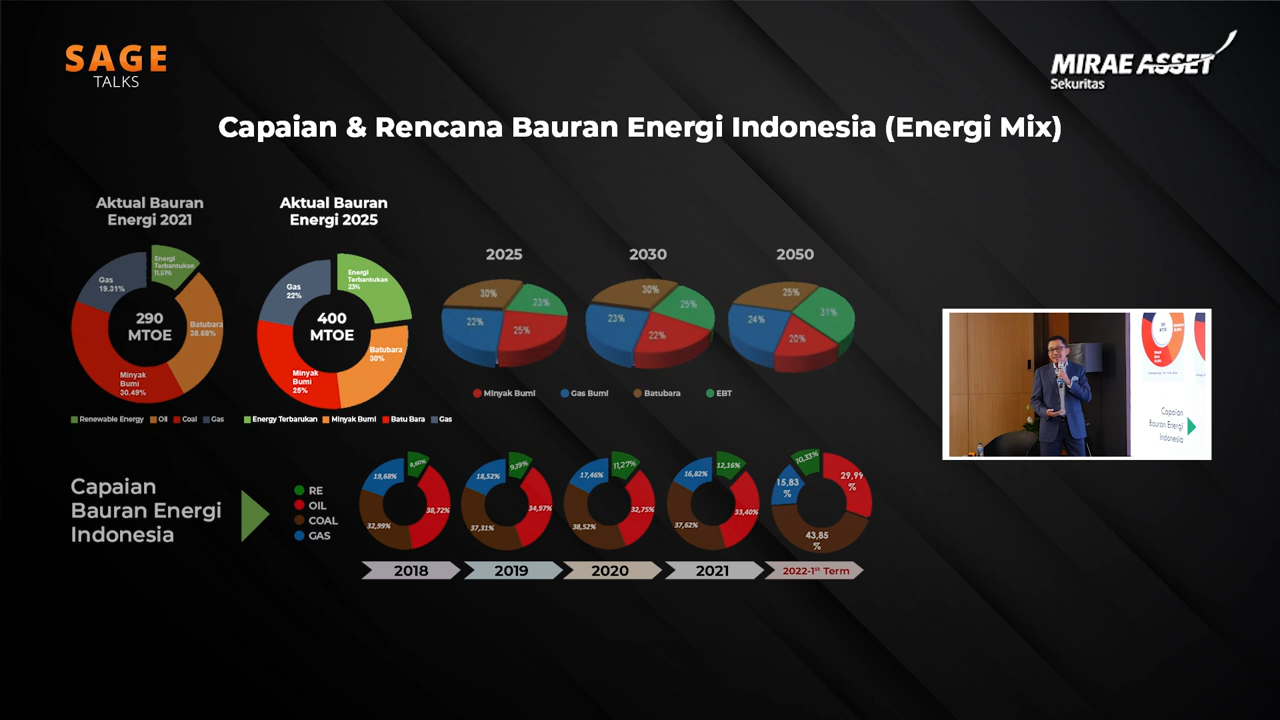 SAGE
TALKS
MIRAE ASSET
Sekuritas
Capaian & Rencana Bauran Energi Indonesia (Energi Mix)
Aktual Bauran
Energi 2021
Energi
Terbantukan
11,51%
Gas
19.31%
290
MTOE
Batubara
38.68%
Minyak
Bumi
30.49%
Renewable Energy
Oil
Coal
Gas
Aktual Bauran
Energi 2025
Energi
Terbantukan
23%
Gas
22%
400
MTOE
Batubara
30%
Minyak
Bumi
25%
Energy Terbarukan
Minyak Bumi
Batu Bara
Gas
2025
30%
23%
22%
25%
2030
30%
25%
23%
22%
2050
25%
31%
24%
20%
Minyak Bumi
Gas Bumi
Batubara
EBT
Capaian
Bauran Energi
Indonesia
RE
OIL
COAL
GAS
8,60%
19,68%
38,72%
32,99%
2018
9,19%
18,52%
34,97%
37,31%
2019
11,27%
17,46%
32,75%
38,52%
2020
12,16%
16,82%
33,40%
37,62%
2021
10,33%
29,99
%
15,83
%
43,85
%
2022-1st Term
MTOE
Capaian
Bauran Energi
Indonesia